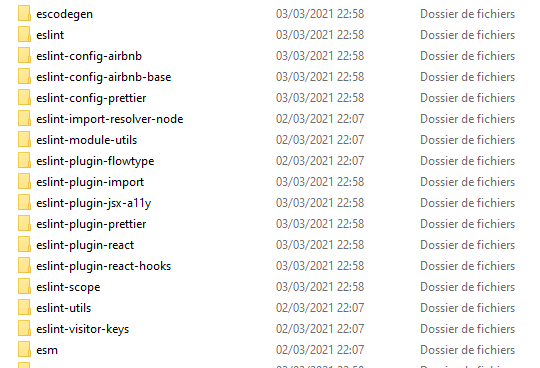 escodegen 03/03/2021 22:58 Dossier de fichiers
eslint 03/03/2021 22:58 Dossier de fichiers
eslint-config-airbnb 03/03/2021 22:58 Dossier de fichiers
eslint-config-airbnb-base 03/03/2021 22:58 Dossier de fichiers
eslint-config-prettier 03/03/2021 22:58 Dossier de fichiers
eslint-import-resolver-node 02/03/2021 22:07 Dossier de fichiers
eslint-module-utils 02/03/2021 22:07 Dossier de fichiers
eslint-plugin-flowtype 02/03/2021 22:07 Dossier de fichiers
eslint-plugin-import 03/03/2021 22:58 Dossier de fichiers
eslint-plugin-jsx-a11y 03/03/2021 22:58 Dossier de fichiers
eslint-plugin-prettier 03/03/2021 22:58 Dossier de fichiers
eslint-plugin-react 03/03/2021 22:58 Dossier de fichiers
eslint-plugin-react-hooks 03/03/2021 22:58 Dossier de fichiers
eslint-scope 03/03/2021 22:58 Dossier de fichiers
eslint-utils 02/03/2021 22:07 Dossier de fichiers
eslint-visitor-keys 02/03/2021 22:07 Dossier de fichiers
esm 02/03/2021 22:07 Dossier de fichiers